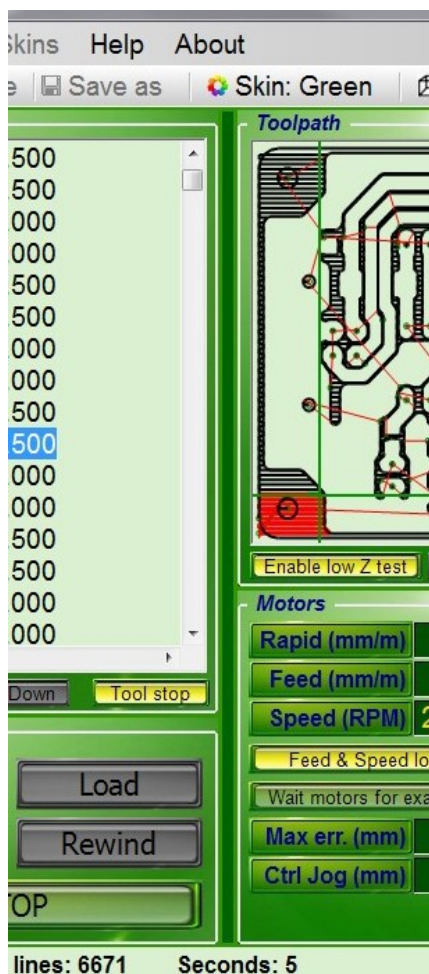 Skins Help About
Save as Skin: Green
Toolpath
.500
.500
.000
.000
.500
.500
.000
.000
.500
.500
.000
.000
.500
.500
.000
.000
Enable low Z test
Motors
Rapid (mm/m)
Feed (mm/m)
Speed (RPM) 2
Down Tool stop
Feed & Speed lo
Wait motors for exa
Load
Rewind
Max err. (mm)
Ctrl Jog (mm)
OP
lines: 6671 Seconds: 5